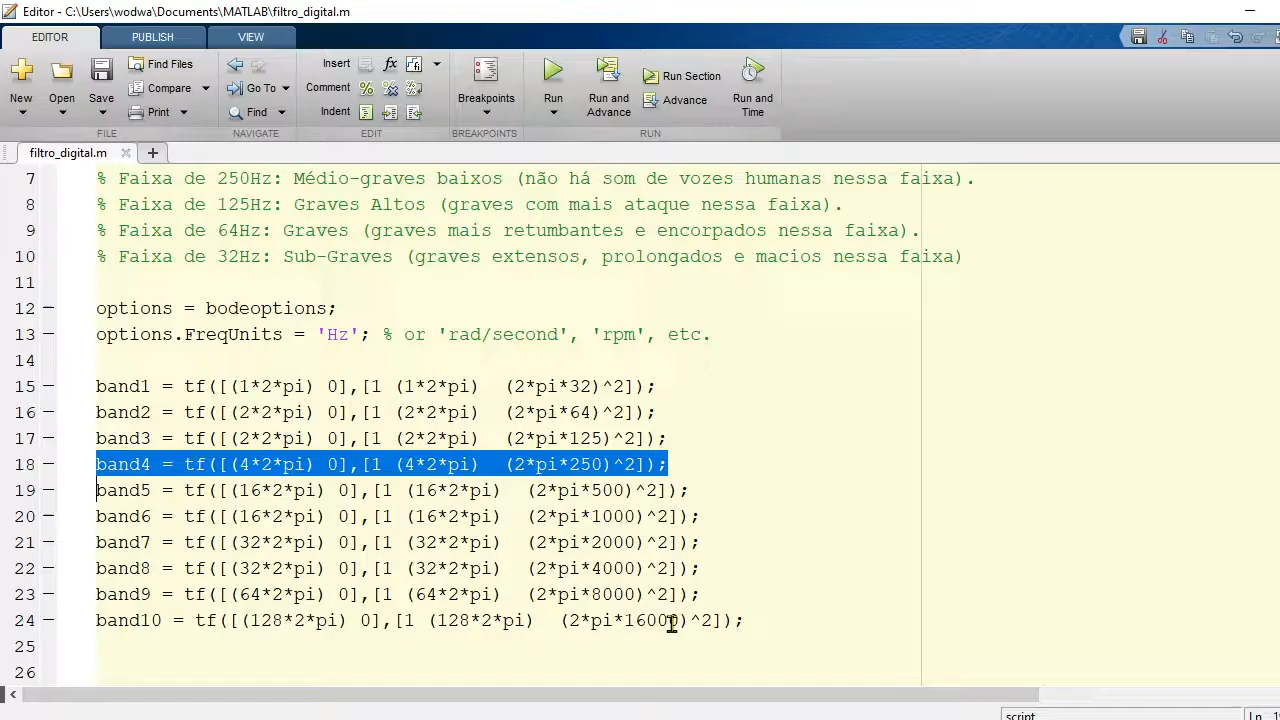 Editor - C:\Users\wodwa\Documents\MATLAB\filtro_digital.m
EDITOR PUBLISH VIEW
New Open Save Find Files Compare Print
Go To Find
Insert fx
Comment
Indent
Breakpoints
Run Run and Advance Run Section Advance Run and Time
FILE NAVIGATE EDIT BREAKPOINTS RUN
filtro_digital.m
7 % Faixa de 250Hz: Médio-graves baixos (não há som de vozes humanas nessa faixa).
8 % Faixa de 125Hz: Graves Altos (graves com mais ataque nessa faixa).
9 % Faixa de 64Hz: Graves (graves mais retumbantes e encorpados nessa faixa).
10 % Faixa de 32Hz: Sub-Graves (graves extensos, prolongados e macios nessa faixa)
11
12 options = bodeoptions;
13 options.FreqUnits = 'Hz'; % or 'rad/second', 'rpm', etc.
14
15 band1 = tf([(1*2*pi) 0],[1 (1*2*pi)  (2*pi*32)^2]);
16 band2 = tf([(2*2*pi) 0],[1 (2*2*pi)  (2*pi*64)^2]);
17 band3 = tf([(2*2*pi) 0],[1 (2*2*pi)  (2*pi*125)^2]);
18 band4 = tf([(4*2*pi) 0],[1 (4*2*pi)  (2*pi*250)^2]);
19 band5 = tf([(16*2*pi) 0],[1 (16*2*pi)  (2*pi*500)^2]);
20 band6 = tf([(16*2*pi) 0],[1 (16*2*pi)  (2*pi*1000)^2]);
21 band7 = tf([(32*2*pi) 0],[1 (32*2*pi)  (2*pi*2000)^2]);
22 band8 = tf([(32*2*pi) 0],[1 (32*2*pi)  (2*pi*4000)^2]);
23 band9 = tf([(64*2*pi) 0],[1 (64*2*pi)  (2*pi*8000)^2]);
24 band10 = tf([(128*2*pi) 0],[1 (128*2*pi)  (2*pi*16000)^2]);
25
26
script Ln